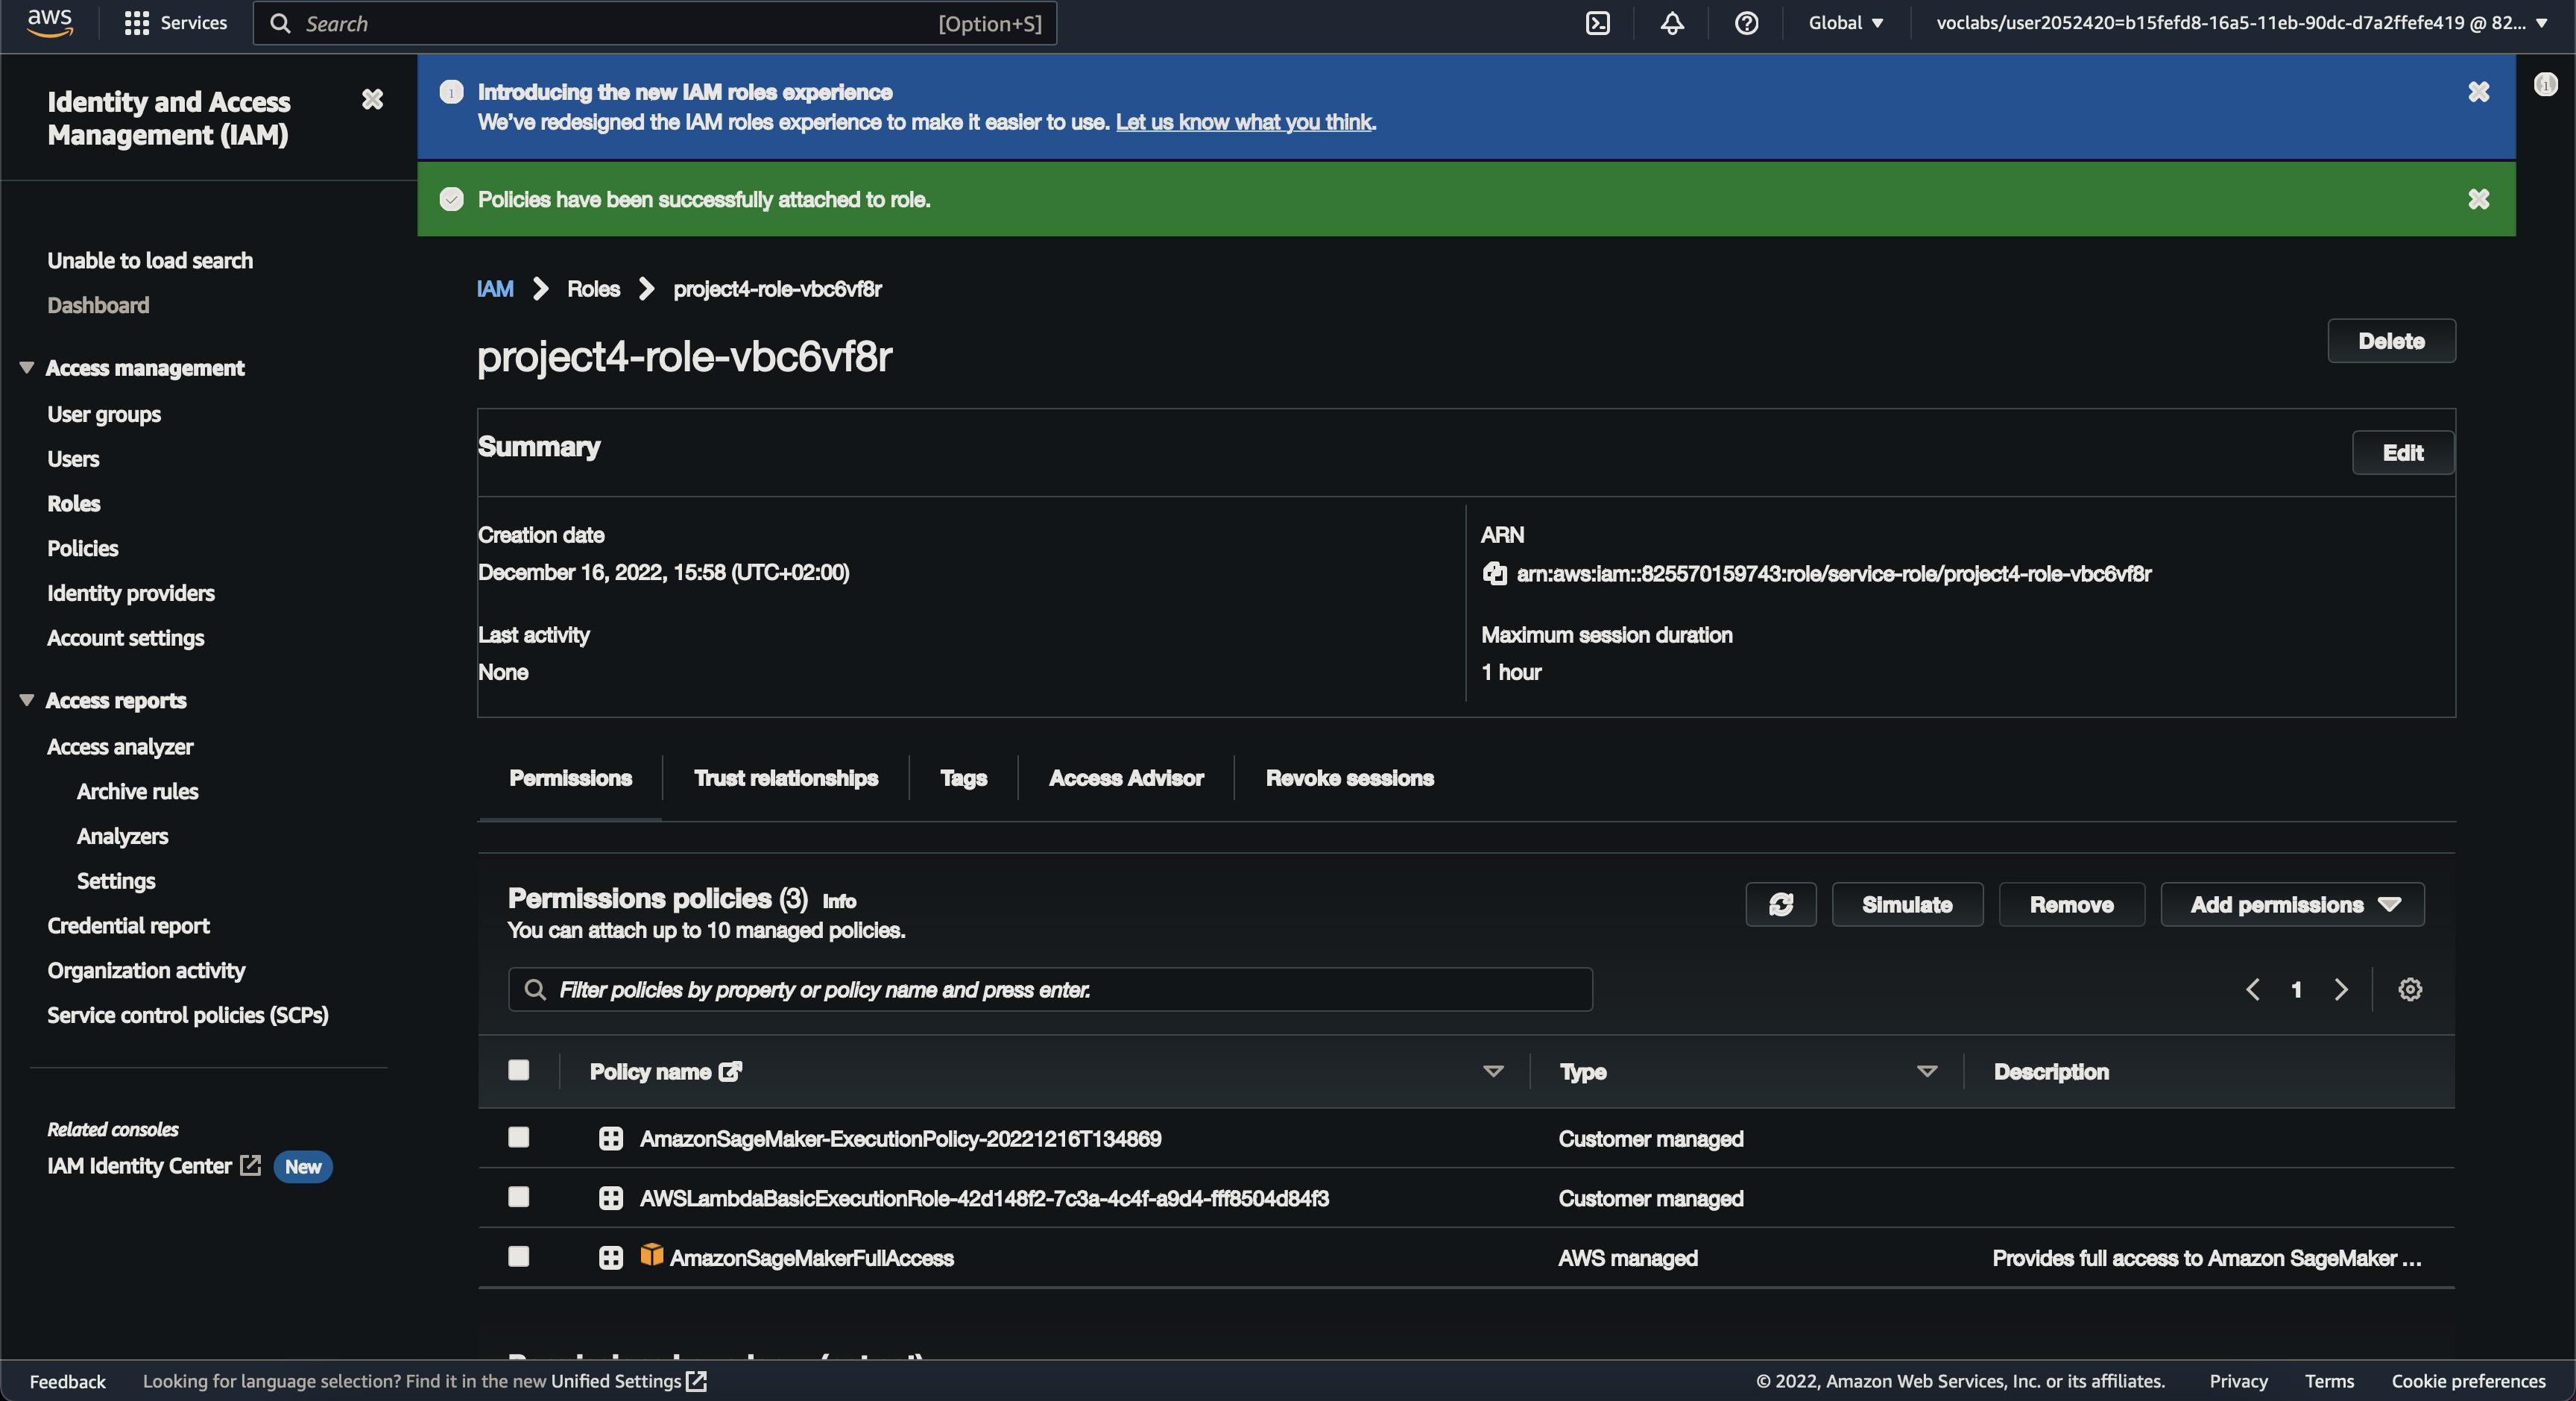 aws
Services
Search
[Option+S]
Global
voclabs/user2052420=b15fefd8-16a5-11eb-90dc-d7a2ffefe419 @ 82...
Identity and Access
Management (IAM)
Unable to load search
Dashboard
Access management
User groups
Users
Roles
Policies
Identity providers
Account settings
Access reports
Access analyzer
Archive rules
Analyzers
Settings
Credential report
Organization activity
Service control policies (SCPs)
Related consoles
IAM Identity Center New
Introducing the new IAM roles experience
We've redesigned the IAM roles experience to make it easier to use. Let us know what you think.
Policies have been successfully attached to role.
IAM Roles project4-role-vbc6vf8r
project4-role-vbc6vf8r
Delete
Summary
Edit
Creation date
December 16, 2022, 15:58 (UTC+02:00)
ARN
arn:aws:iam::825570159743:role/service-role/project4-role-vbc6vf8r
Last activity
None
Maximum session duration
1 hour
Permissions Trust relationships Tags Access Advisor Revoke sessions
Permissions policies (3) Info
You can attach up to 10 managed policies.
Simulate Remove Add permissions
Filter policies by property or policy name and press enter.
1
Policy name Type Description
AmazonSageMaker-ExecutionPolicy-20221216T134869 Customer managed
AWSLambdaBasicExecutionRole-42d148f2-7c3a-4c4f-a9d4-fff8504d84f3 Customer managed
AmazonSageMakerFullAccess AWS managed Provides full access to Amazon SageMaker ...
Feedback Looking for language selection? Find it in the new Unified Settings
© 2022, Amazon Web Services, Inc. or its affiliates. Privacy Terms Cookie preferences